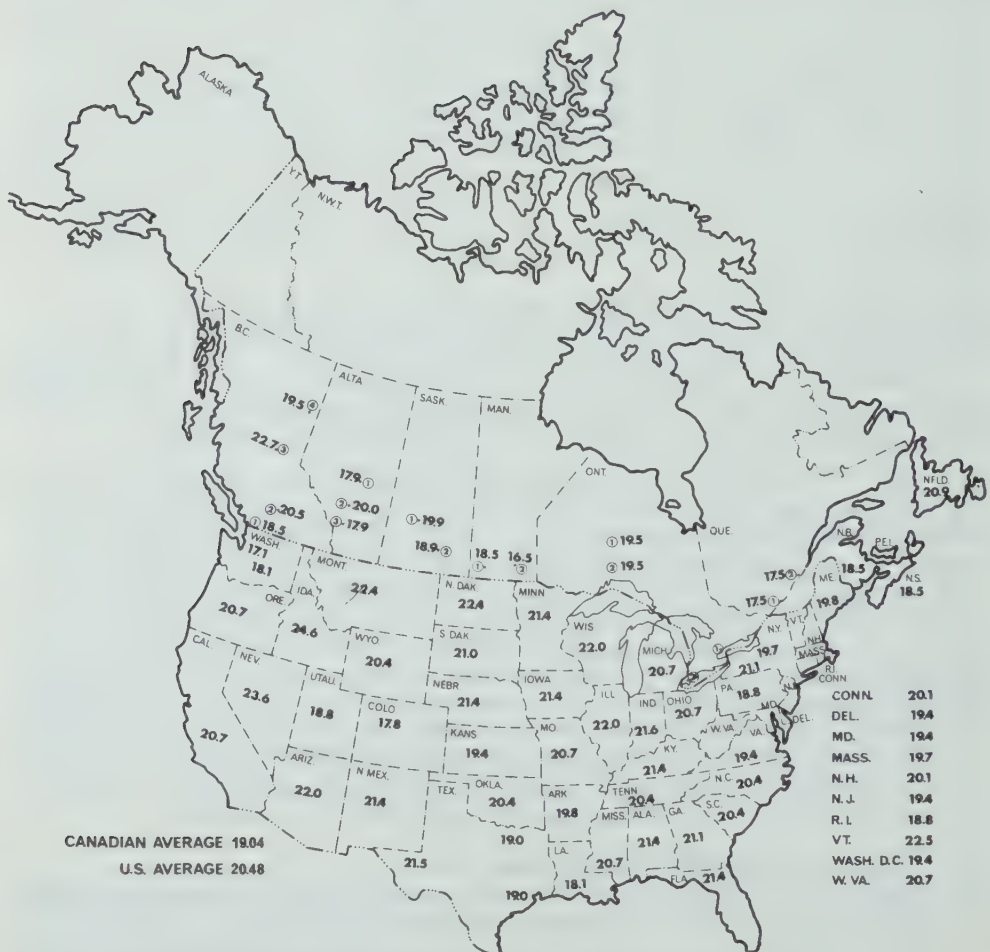 ALASKA
Y.T.
N.W.T.
B.C.
ALTA
SASK.
MAN.
ONT.
QUE.
NFLD.
20.9
19.5 ④
22.7 ③
17.9 ①
② 20.0
③ 17.9
② 20.5
① 18.5
① 19.9
18.9 ②
18.5
①
16.5
②
① 19.5
② 19.5
17.5 ②
17.5 ①
N.B.
P.E.I.
18.5
N.S.
18.5
WASH
17.1
18.1
MONT.
22.4
N. DAK.
22.4
MINN
21.4
ME.
19.8
ORE
20.7
IDA.
24.6
WYO
20.4
S DAK.
21.0
WIS
22.0
MICH.
20.7
N.Y.
19.7
21.1
VT.
N.H.
MASS.
R.I.
CONN
CAL.
20.7
NEV.
23.6
UTAU.
18.8
COLO
17.8
NEBR
21.4
IOWA
21.4
ILL
22.0
IND
21.6
OHIO
20.7
PA
18.8
N.J.
MD.
DEL.
KANS
19.4
MO.
20.7
KY.
21.4
W.VA
VA.
19.4
ARIZ
22.0
N MEX.
21.4
TEX.
OKLA.
20.4
ARK
19.8
TENN
20.4
N.C.
20.4
S.C.
20.4
19.0
21.5
19.0
LA.
18.1
MISS.
20.7
ALA.
21.4
GA.
21.1
FLA.
21.4
CANADIAN AVERAGE 19.04
U.S. AVERAGE 20.48
CONN. 20.1
DEL. 19.4
MD. 19.4
MASS. 19.7
N. H. 20.1
N. J. 19.4
R. I. 18.8
VT. 22.5
WASH. D.C. 19.4
W. VA. 20.7